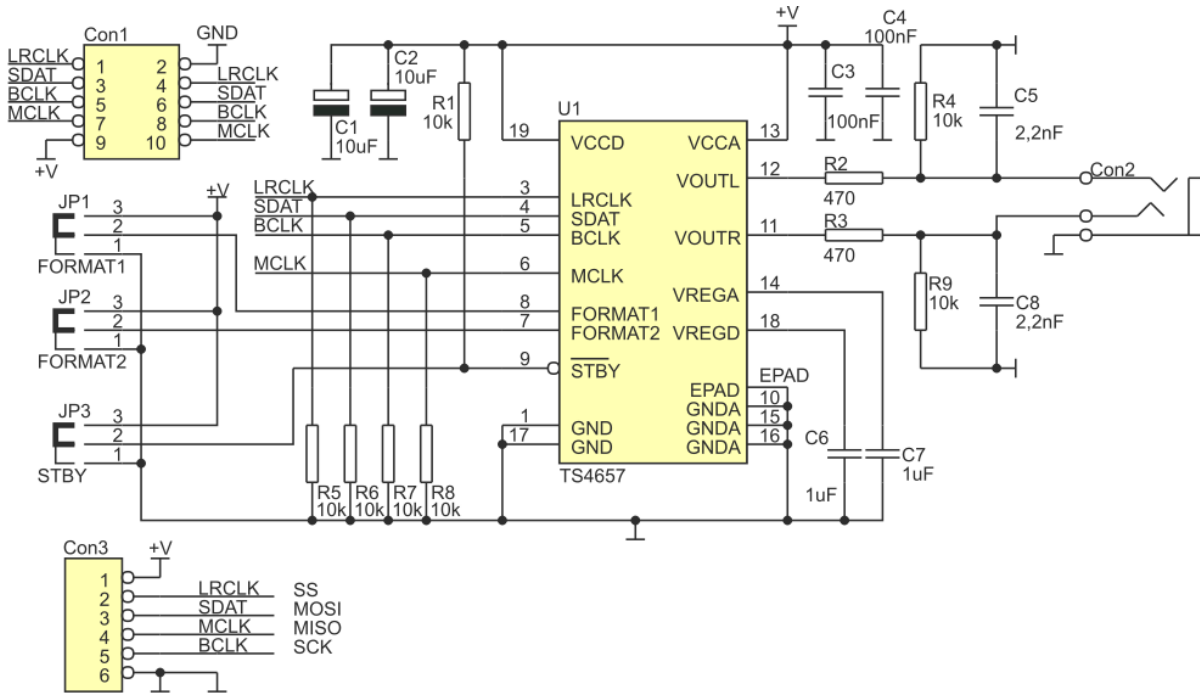 Con1
GND
LRCLK 1 2
SDAT 3 4 LRCLK
BCLK 5 6 SDAT
MCLK 7 8 BCLK
9 10 MCLK
+V
C2
10uF
C1
10uF
R1
10k
+V
C4
100nF
C3
100nF
R4
10k
C5
2,2nF
U1
19 VCCD VCCA 13
VOUTL 12
R2
470
Con2
LRCLK 3 LRCLK
SDAT 4 SDAT
BCLK 5 BCLK
VOUTR 11
R3
470
MCLK 6 MCLK
VREGA 14
R9
10k
C8
2,2nF
8 FORMAT1
7 FORMAT2
VREGD 18
9 STBY
EPAD EPAD
GNDA 10
1 GND GNDA 15
17 GND GNDA 16
TS4657
C6
1uF
C7
1uF
+V
JP1
3
2
1
FORMAT1
JP2
3
2
1
FORMAT2
JP3
3
2
1
STBY
R5 R6 R7 R8
10k 10k 10k 10k
Con3
+V
1
2 LRCLK SS
3 SDAT MOSI
4 MCLK MISO
5 BCLK SCK
6